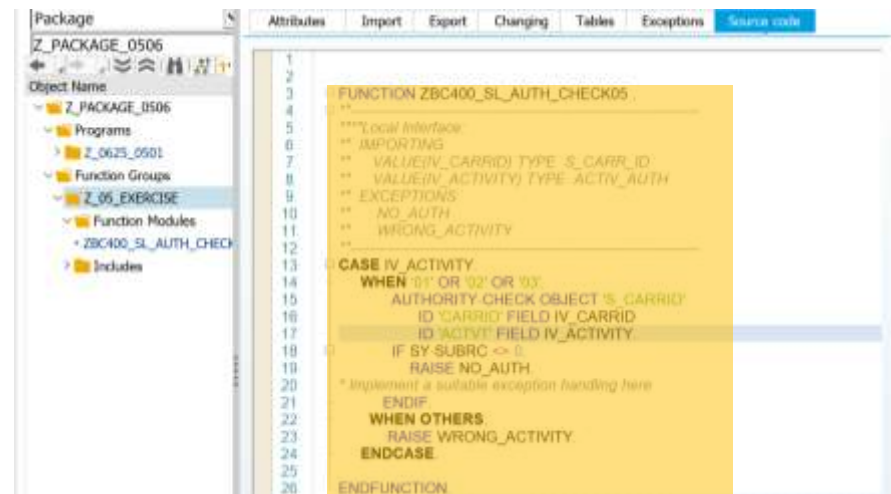 Package
Z_PACKAGE_0506
Object Name
Z_PACKAGE_0506
Programs
Z_0625_0501
Function Groups
Z_05_EXERCISE
Function Modules
ZBC400_SL_AUTH_CHECK
Includes
Attributes Import Export Changing Tables Exceptions Source code
1
2
3 FUNCTION ZBC400_SL_AUTH_CHECK05 .
4 *"----------------------------------------------------------------------
5 *"*"Local Interface:
6 *" IMPORTING
7 *" VALUE(IV_CARRID) TYPE S_CARR_ID
8 *" VALUE(IV_ACTIVITY) TYPE ACTIV_AUTH
9 *" EXCEPTIONS
10 *" NO_AUTH
11 *" WRONG_ACTIVITY
12 *"----------------------------------------------------------------------
13 CASE IV_ACTIVITY.
14 WHEN '01' OR '02' OR '03'.
15 AUTHORITY-CHECK OBJECT 'S_CARRID'
16 ID 'CARRID' FIELD IV_CARRID
17 ID 'ACTVT' FIELD IV_ACTIVITY.
18 IF SY-SUBRC <> 0.
19 RAISE NO_AUTH.
20 * Implement a suitable exception handling here
21 ENDIF.
22 WHEN OTHERS.
23 RAISE WRONG_ACTIVITY.
24 ENDCASE.
25
26 ENDFUNCTION.